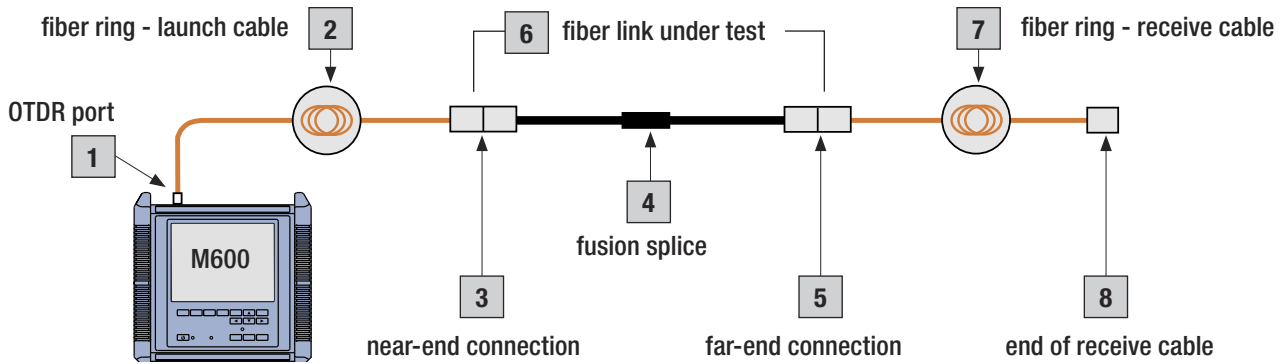 fiber ring - launch cable
2
6
fiber link under test
7
fiber ring - receive cable
OTDR port
1
4
fusion splice
M600
3
near-end connection
5
far-end connection
8
end of receive cable